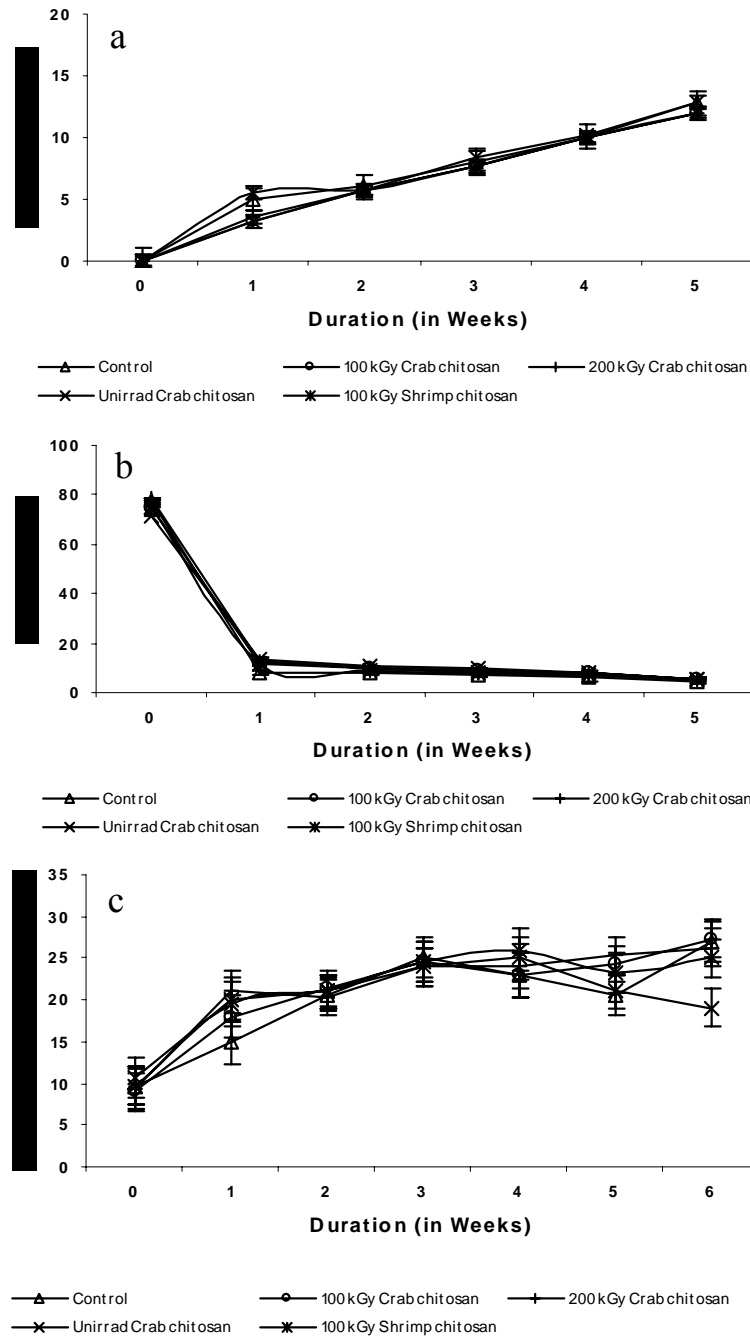 a
20
15
10
5
0
0 1 2 3 4 5
Duration (in Weeks)
Control 100 kGy Crab chitosan 200 kGy Crab chitosan
Unirrad Crab chitosan 100 kGy Shrimp chitosan
b
100
80
60
40
20
0
0 1 2 3 4 5
Duration (in Weeks)
Control 100 kGy Crab chitosan 200 kGy Crab chitosan
Unirrad Crab chitosan 100 kGy Shrimp chitosan
c
35
30
25
20
15
10
5
0
0 1 2 3 4 5 6
Duration (in Weeks)
Control 100 kGy Crab chitosan 200 kGy Crab chitosan
Unirrad Crab chitosan 100 kGy Shrimp chitosan